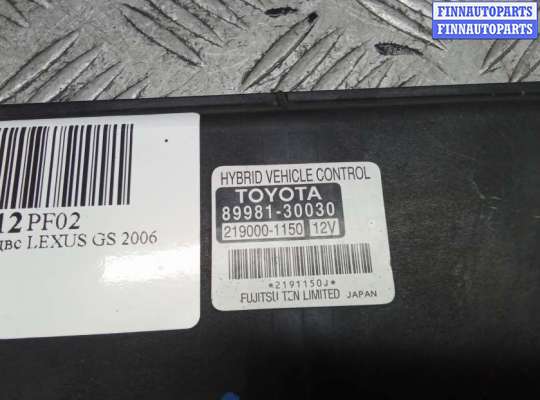 FINNAUTOPARTS
FINNAUTOPARTS
12 PF02
двс LEXUS GS 2006
HYBRID VEHICLE CONTROL
TOYOTA
89981-30030
219000-1150 12V
*2191150J*
FUJITSU TEN LIMITED JAPAN